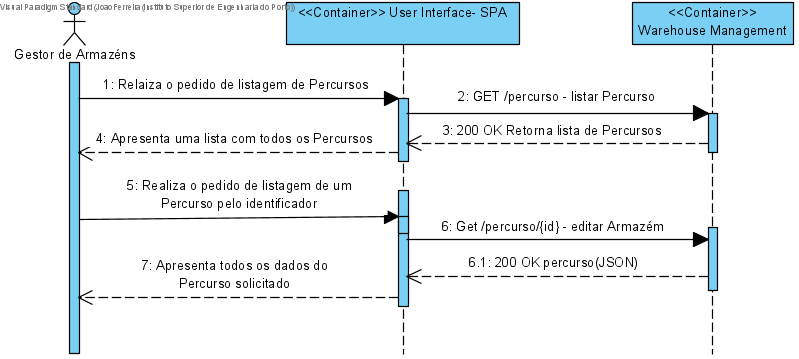 Visual Paradigm Standard(Joao Ferreira(Instituto Superior de Engenharia do Porto))
<<Container>> User Interface- SPA
<<Container>>
Warehouse Management
Gestor de Armazéns
1: Relaiza o pedido de listagem de Percursos
2: GET /percurso - listar Percurso
3: 200 OK Retorna lista de Percursos
4: Apresenta uma lista com todos os Percursos
5: Realiza o pedido de listagem de um
Percurso pelo identificador
6: Get /percurso/{id} - editar Armazém
6.1: 200 OK percurso(JSON)
7: Apresenta todos os dados do
Percurso solicitado